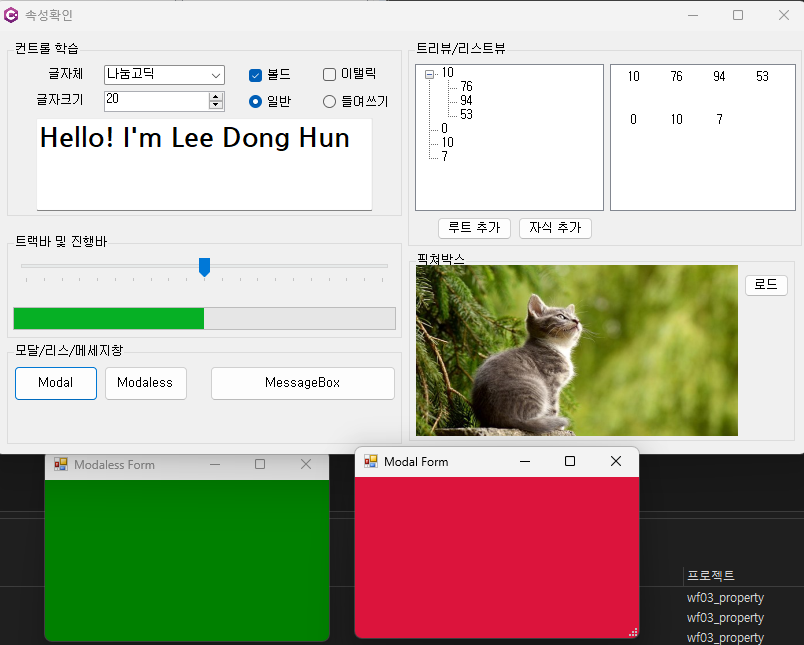 속성확인
컨트롤 학습
글자체 나눔고딕 볼드 이탤릭
글자크기 20 일반 들여쓰기
Hello! I'm Lee Dong Hun
트랙바 및 진행바
모달/리스/메세지창
Modal Modaless MessageBox
트리뷰/리스트뷰
10
76
94
53
0
10
7
10 76 94 53
0 10 7
루트 추가 자식 추가
픽쳐박스
로드
Modaless Form
Modal Form
프로젝트
wf03_property
wf03_property
wf03_property